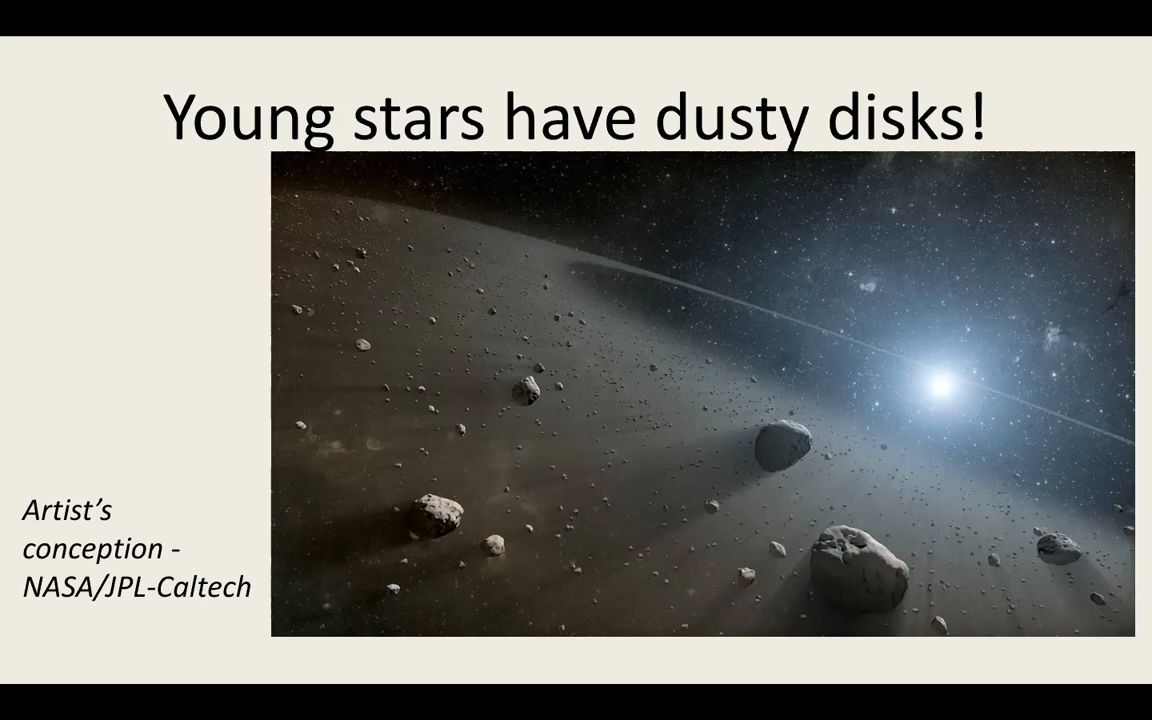 Young stars have dusty disks!
Artist’s
conception -
NASA/JPL-Caltech